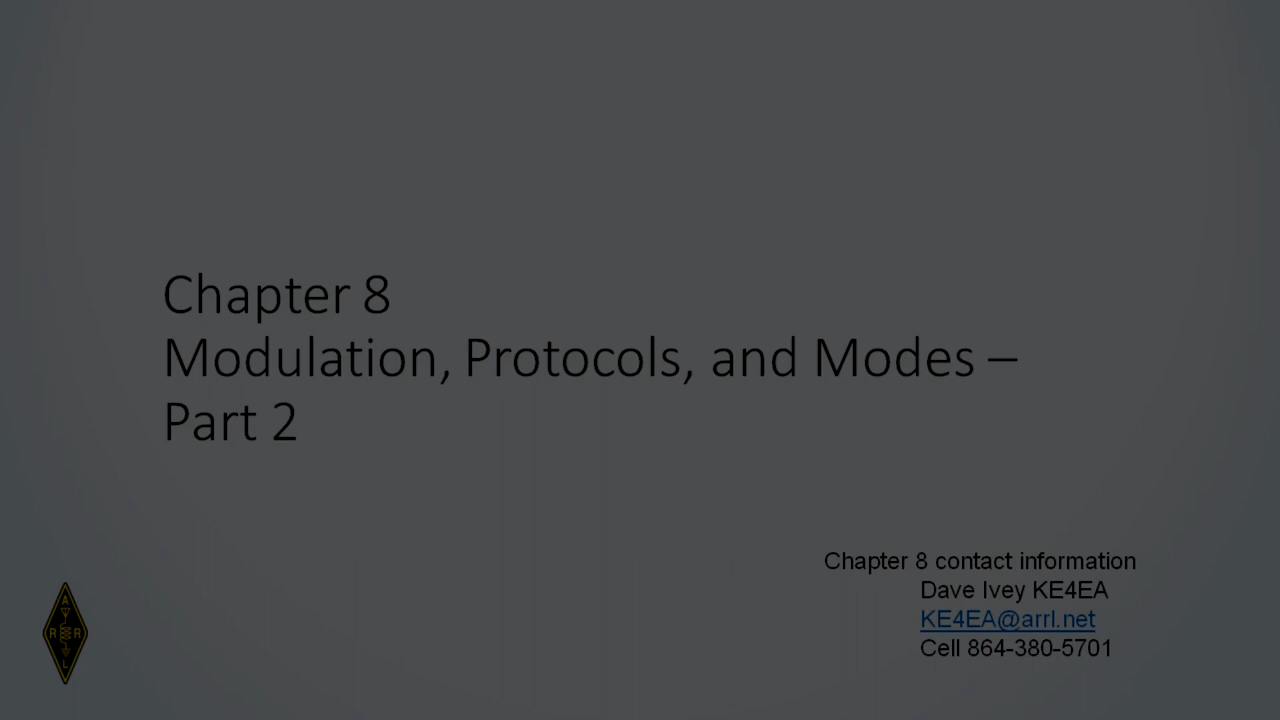 Chapter 8
Modulation, Protocols, and Modes –
Part 2
Chapter 8 contact information
Dave Ivey KE4EA
KE4EA@arrl.net
Cell 864-380-5701
A
R R
L